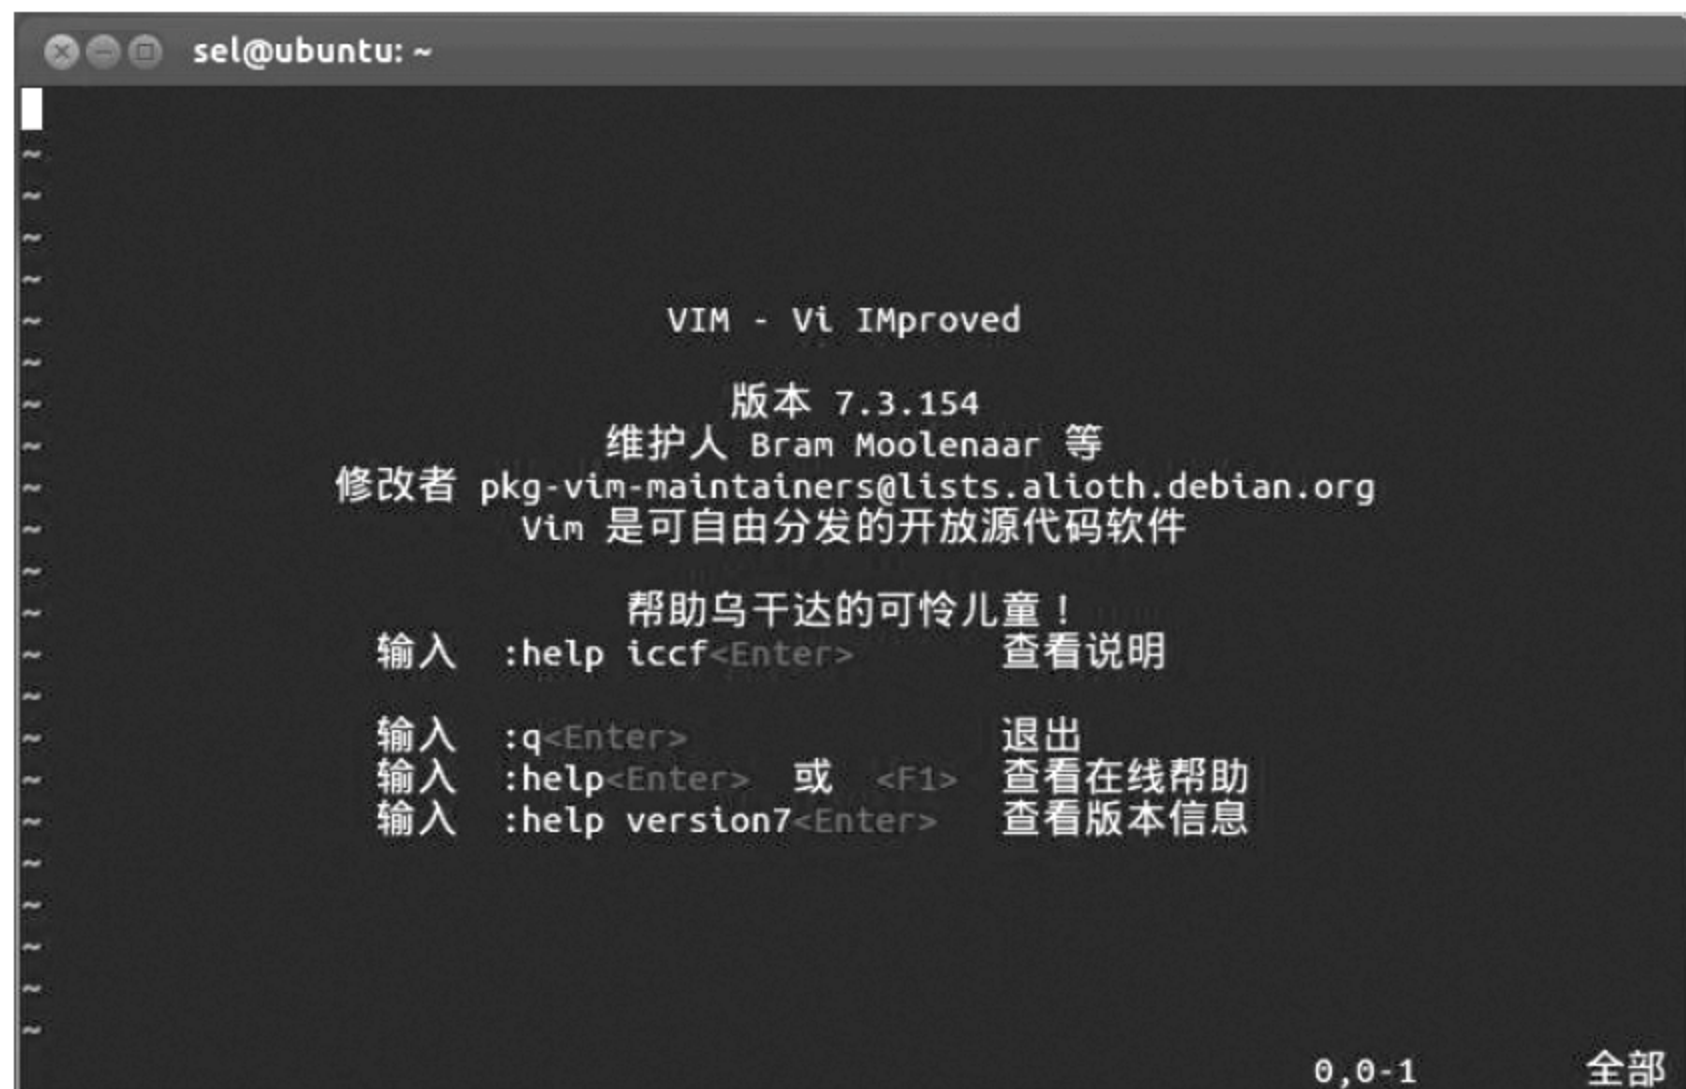 sel@ubuntu: ~
~
~
~
~
~ VIM - Vi IMproved
~
~ 版本 7.3.154
~ 维护人 Bram Moolenaar 等
~ 修改者 pkg-vim-maintainers@lists.alioth.debian.org
~ Vim 是可自由分发的开放源代码软件
~
~ 帮助乌干达的可怜儿童！
~ 输入 :help iccf<Enter> 查看说明
~
~ 输入 :q<Enter> 退出
~ 输入 :help<Enter> 或 <F1> 查看在线帮助
~ 输入 :help version7<Enter> 查看版本信息
~
~
~
~
~
0,0-1 全部